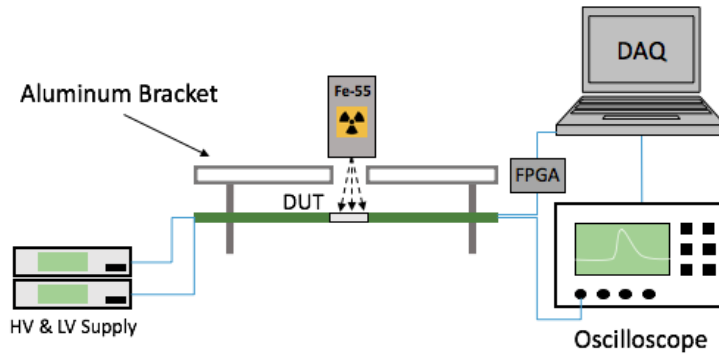 DAQ
Fe-55
Aluminum Bracket
FPGA
DUT
HV & LV Supply
Oscilloscope